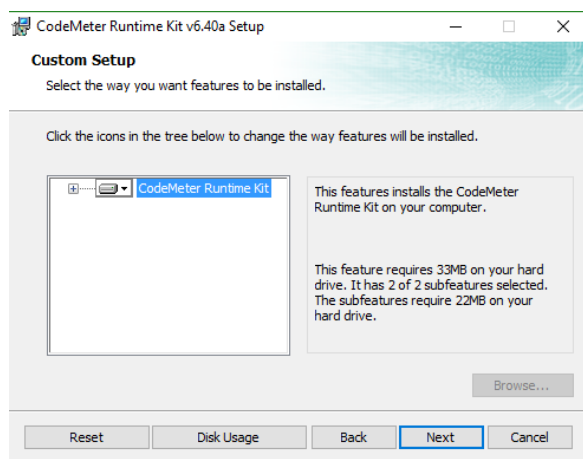 CodeMeter Runtime Kit v6.40a Setup
Custom Setup
Select the way you want features to be installed.
Click the icons in the tree below to change the way features will be installed.
CodeMeter Runtime Kit
This features installs the CodeMeter
Runtime Kit on your computer.
This feature requires 33MB on your hard
drive. It has 2 of 2 subfeatures selected.
The subfeatures require 22MB on your
hard drive.
Browse...
Reset Disk Usage Back Next Cancel